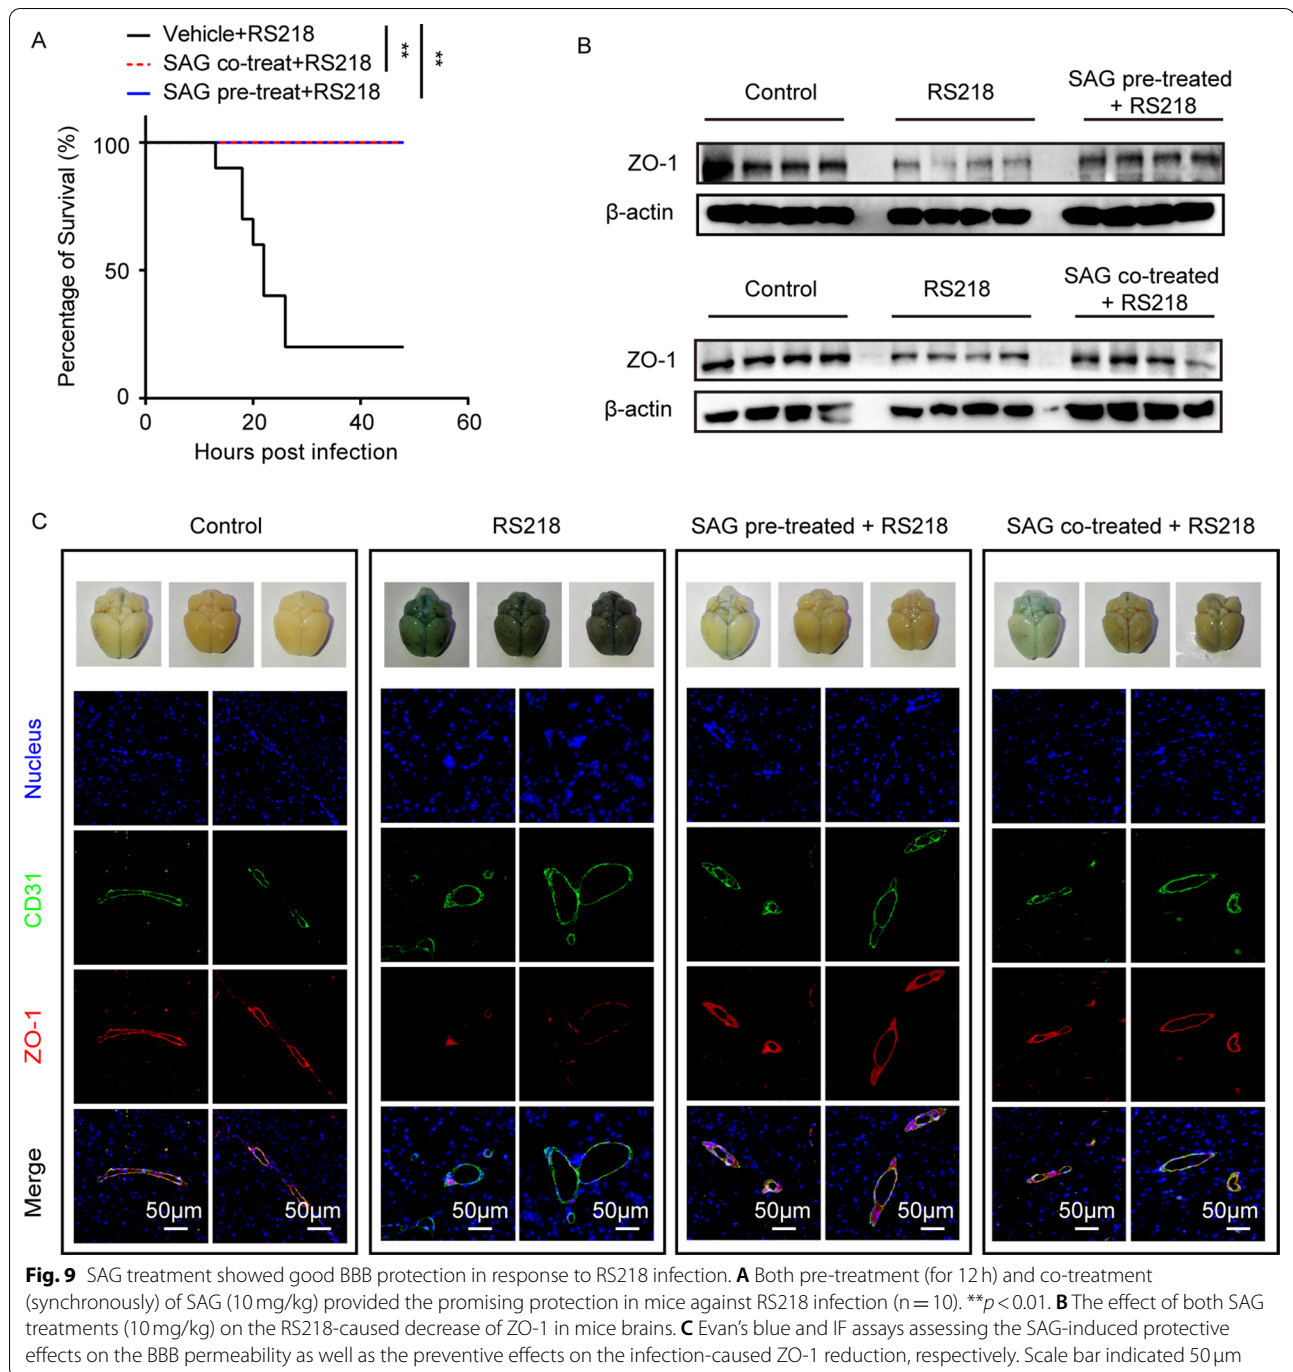 A
Vehicle+RS218
SAG co-treat+RS218
SAG pre-treat+RS218
**
**
Percentage of Survival (%)
100
50
0
0
20
40
60
Hours post infection
B
Control
RS218
SAG pre-treated
+ RS218
ZO-1
β-actin
Control
RS218
SAG co-treated
+ RS218
ZO-1
β-actin
C
Control
RS218
SAG pre-treated + RS218
SAG co-treated + RS218
Nucleus
CD31
ZO-1
Merge
50μm
50μm
50μm
50μm
50μm
50μm
50μm
50μm
Fig. 9 SAG treatment showed good BBB protection in response to RS218 infection. A Both pre-treatment (for 12 h) and co-treatment
(synchronously) of SAG (10 mg/kg) provided the promising protection in mice against RS218 infection (n = 10). **p < 0.01. B The effect of both SAG
treatments (10 mg/kg) on the RS218-caused decrease of ZO-1 in mice brains. C Evan's blue and IF assays assessing the SAG-induced protective
effects on the BBB permeability as well as the preventive effects on the infection-caused ZO-1 reduction, respectively. Scale bar indicated 50 μm